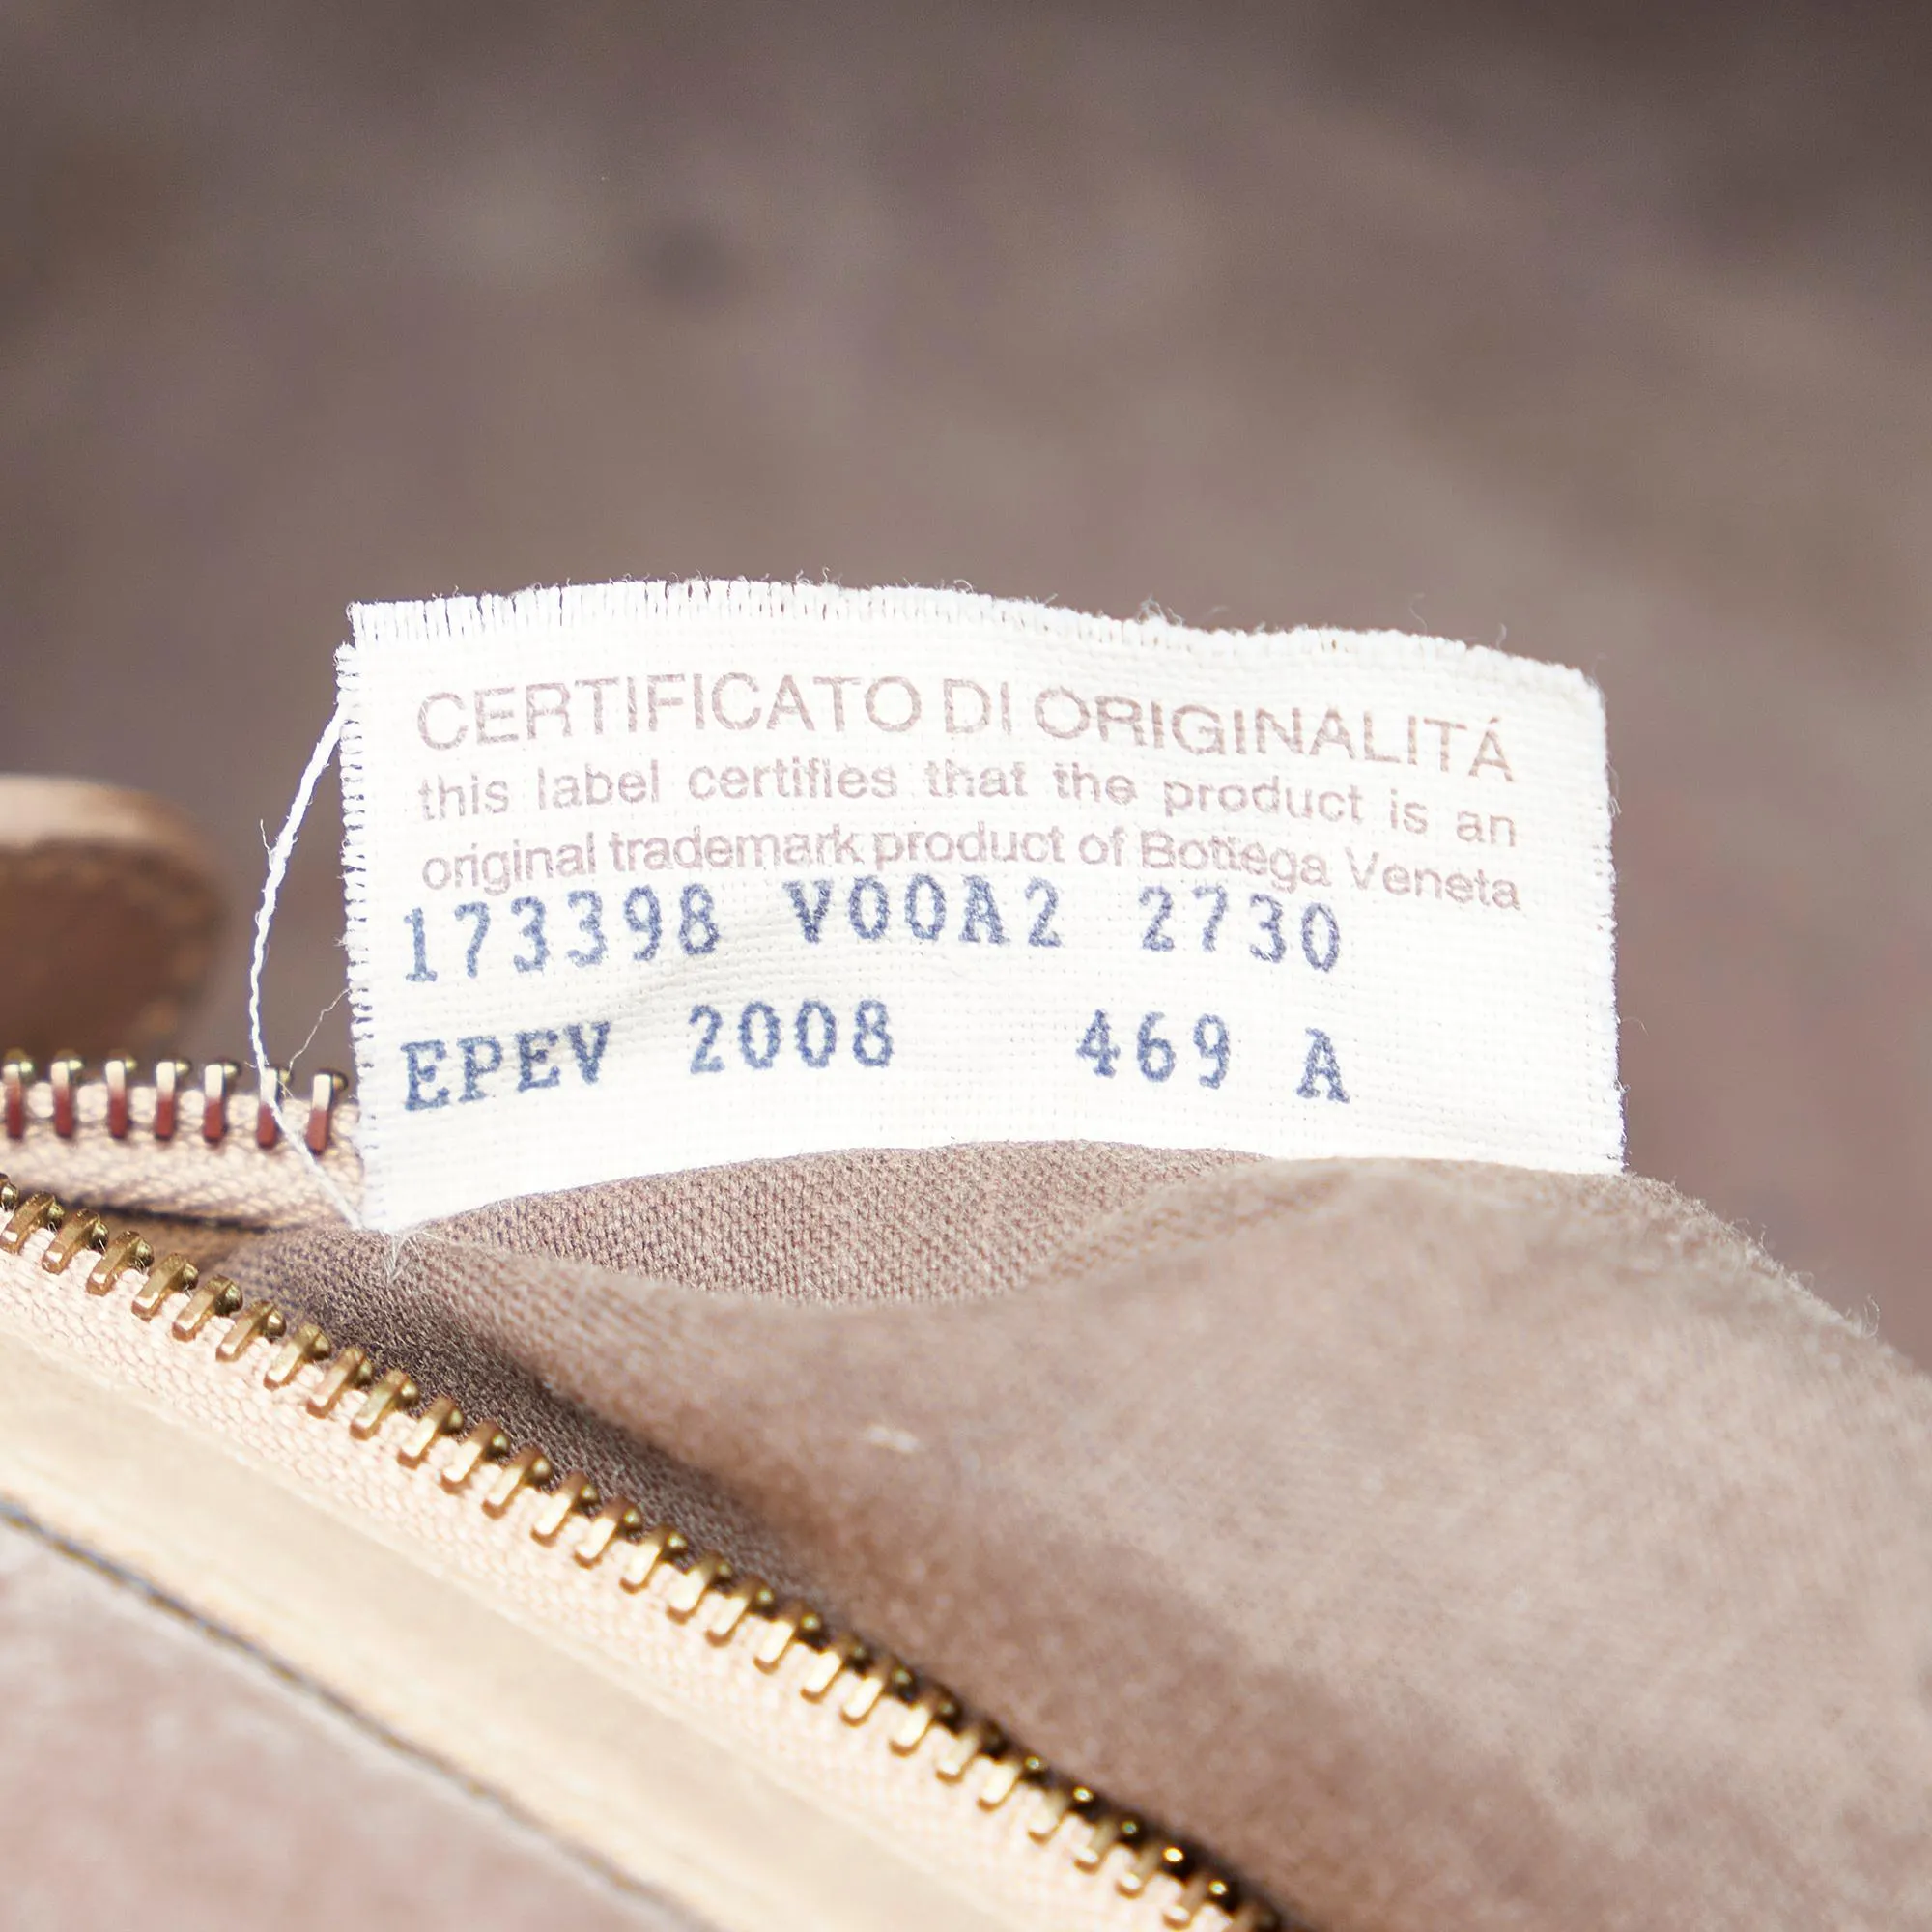 CERTIFICATO DI ORIGINALITÁ
this label certifies that the product is an
original trademark product of Bottega Veneta
173398 V00A2 2730
EPEV 2008 469 A